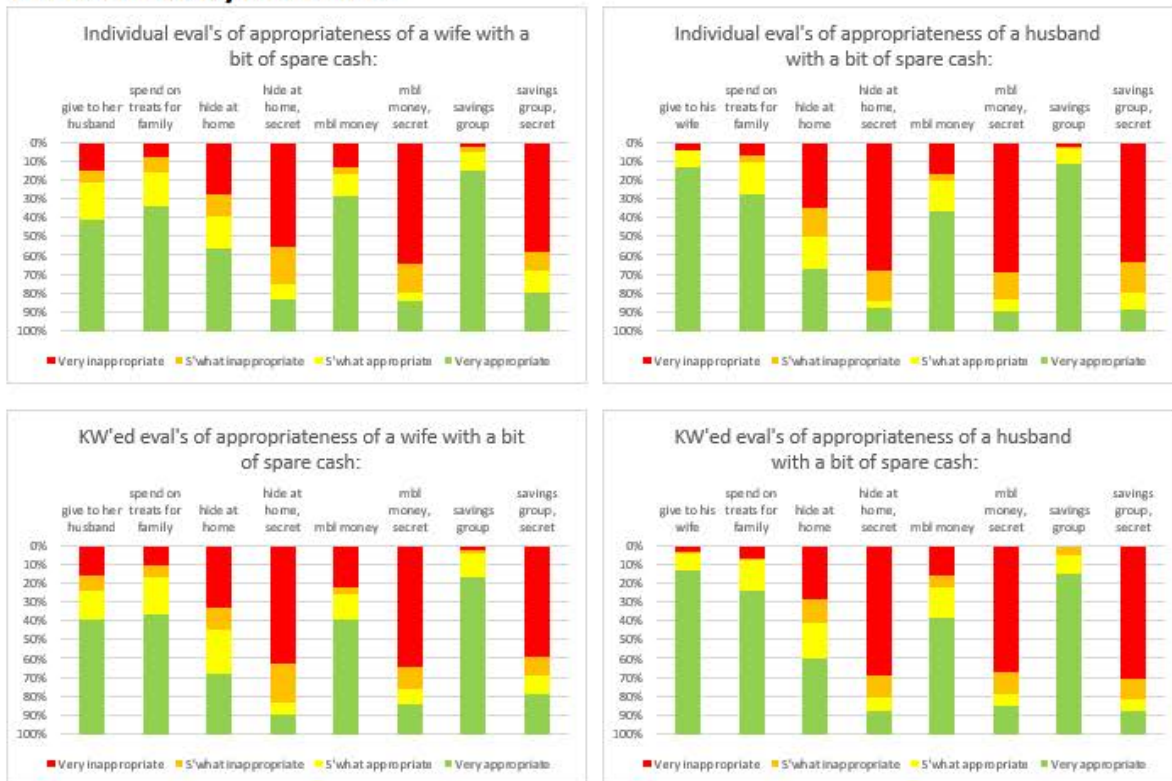 Individual eval's of appropriateness of a wife with a
bit of spare cash:
give to her husband
spend on treats for family
hide at home
hide at home, secret
mbl money
mbl money, secret
savings group
savings group, secret
0%
10%
20%
30%
40%
50%
60%
70%
80%
90%
100%
Very inappropriate S'what inappropriate S'what appropriate Very appropriate
Individual eval's of appropriateness of a husband
with a bit of spare cash:
give to his wife
spend on treats for family
hide at home
hide at home, secret
mbl money
mbl money, secret
savings group
savings group, secret
0%
10%
20%
30%
40%
50%
60%
70%
80%
90%
100%
Very inappropriate S'what inappropriate S'what appropriate Very appropriate
KW'ed eval's of appropriateness of a wife with a bit
of spare cash:
give to her husband
spend on treats for family
hide at home
hide at home, secret
mbl money
mbl money, secret
savings group
savings group, secret
0%
10%
20%
30%
40%
50%
60%
70%
80%
90%
100%
Very inappropriate S'what inappropriate S'what appropriate Very appropriate
KW'ed eval's of appropriateness of a husband
with a bit of spare cash:
give to his wife
spend on treats for family
hide at home
hide at home, secret
mbl money
mbl money, secret
savings group
savings group, secret
0%
10%
20%
30%
40%
50%
60%
70%
80%
90%
100%
Very inappropriate S'what inappropriate S'what appropriate Very appropriate